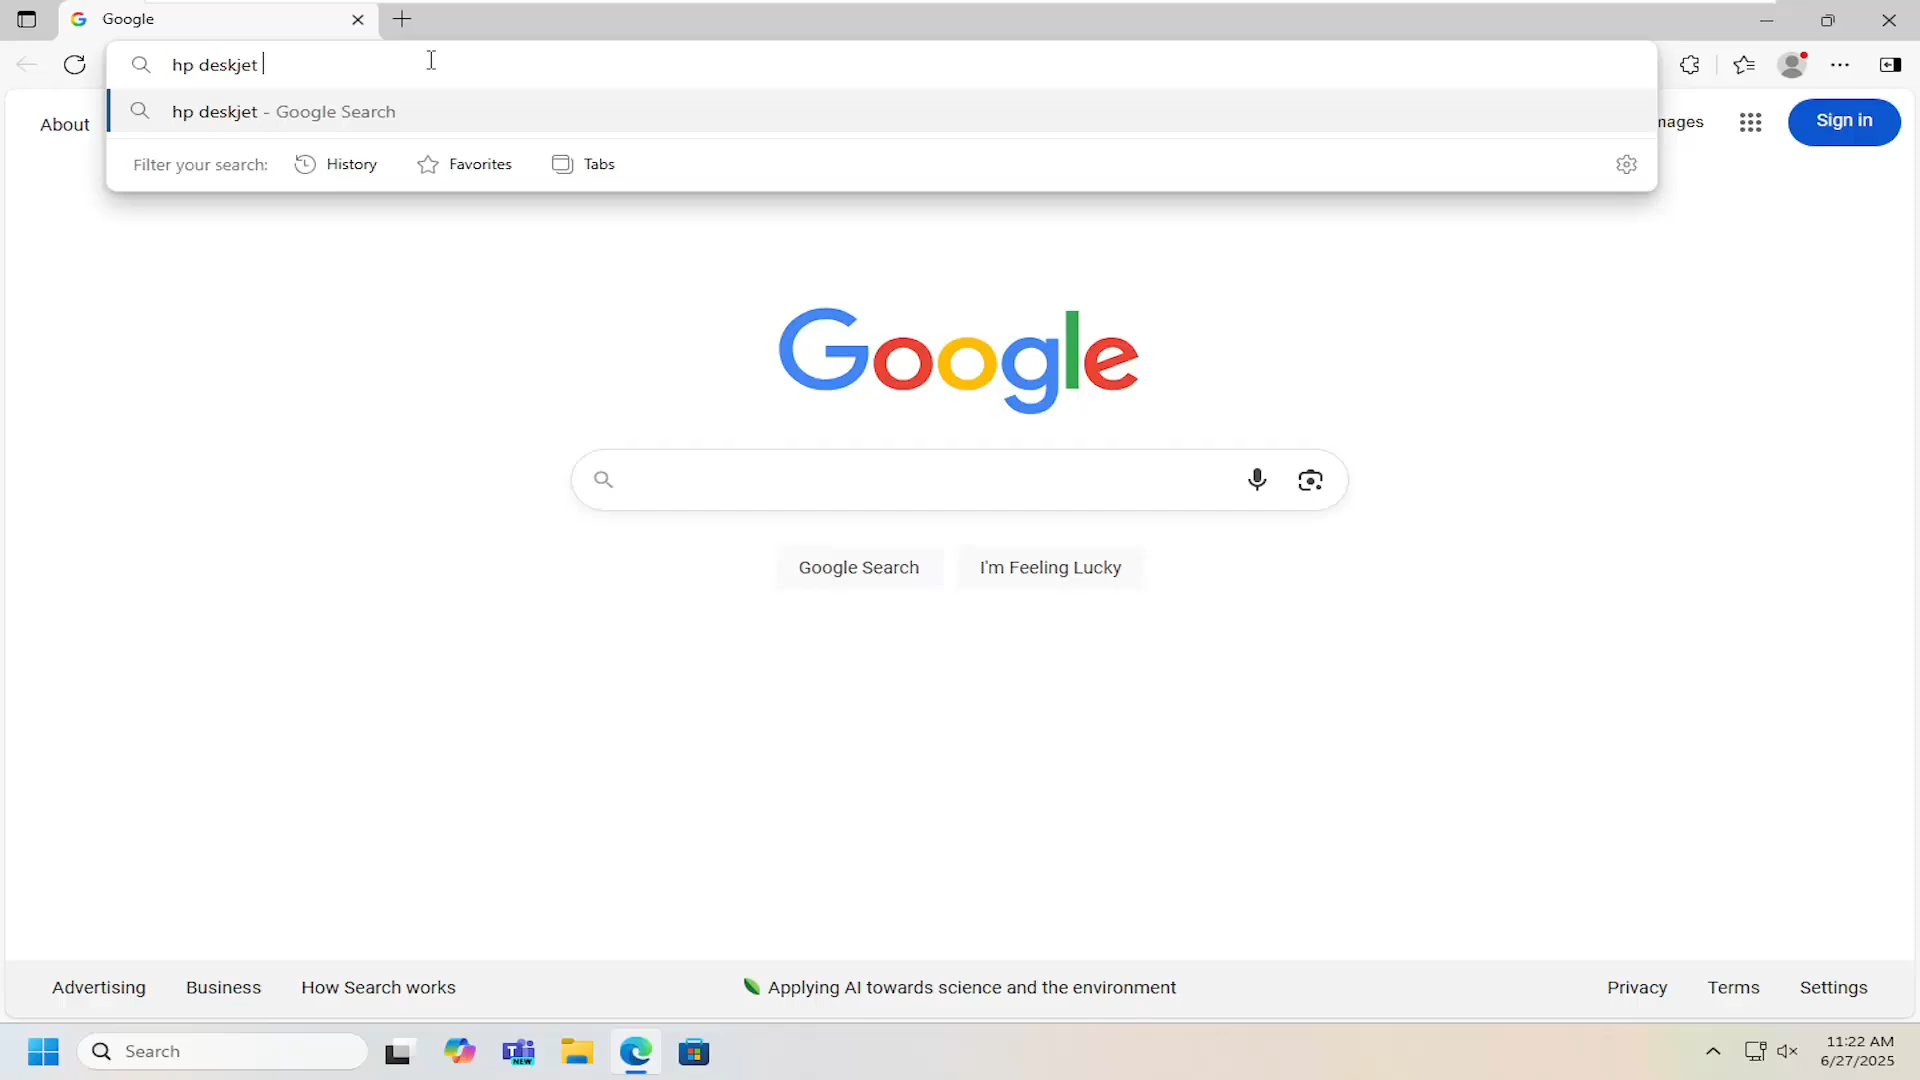 Google
hp deskjet
hp deskjet - Google Search
Filter your search: History Favorites Tabs
About
Sign in
Google
Google Search I'm Feeling Lucky
Advertising Business How Search works Applying AI towards science and the environment Privacy Terms Settings
Search
NEW
11:22 AM
6/27/2025